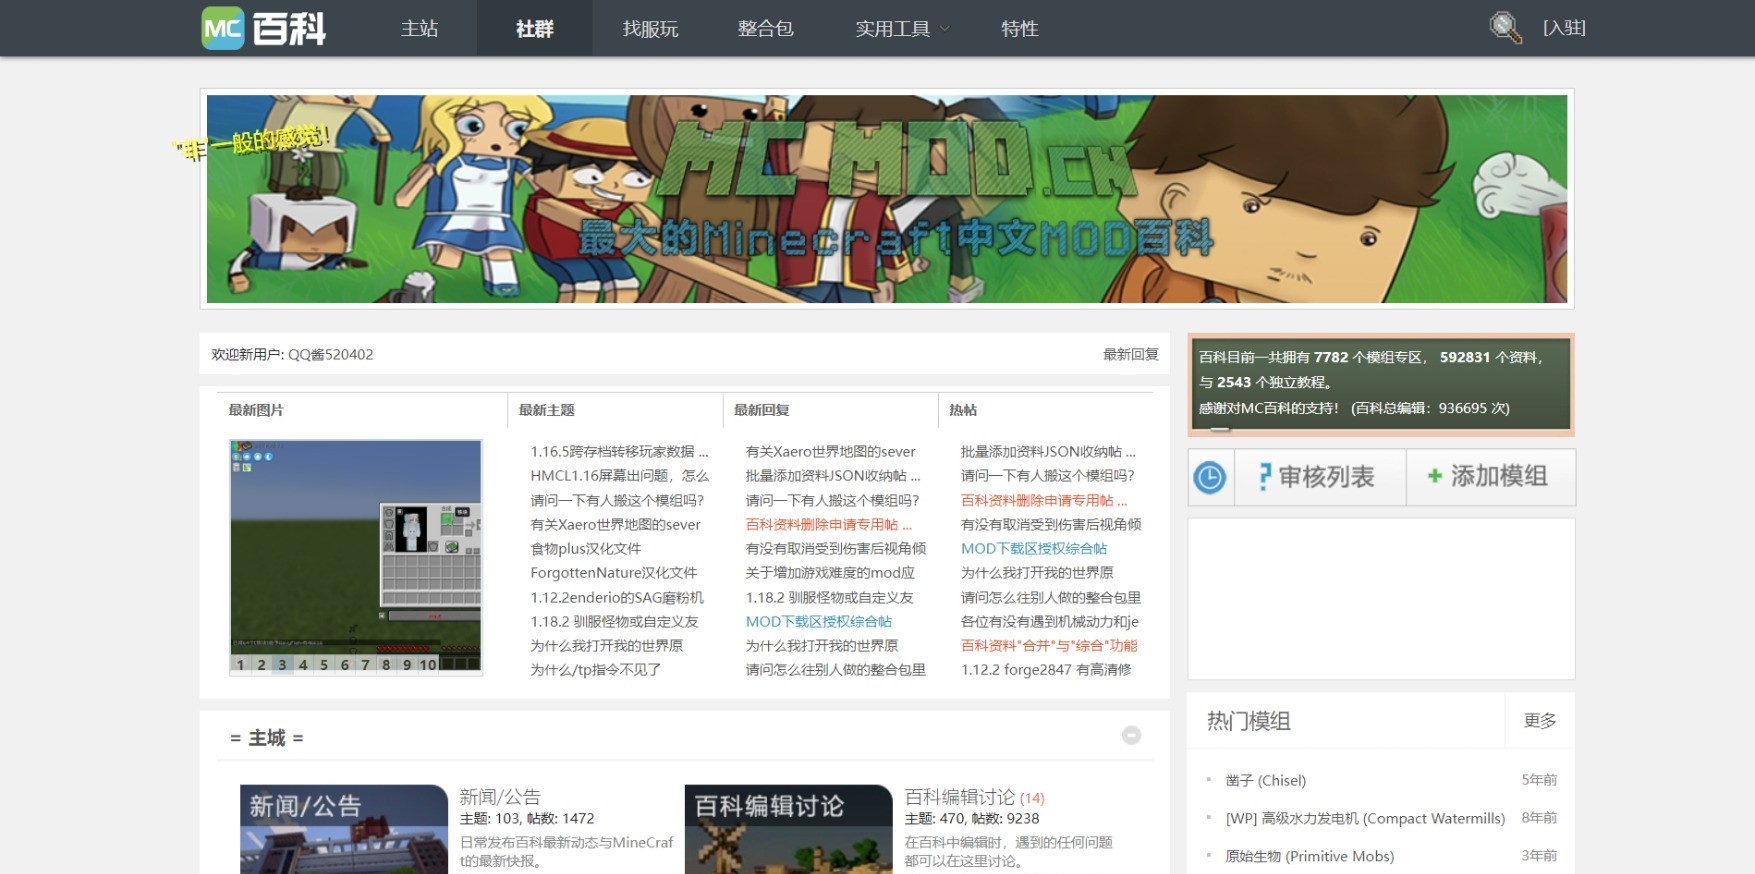 MC百科
主站
社群
找服玩
整合包
实用工具
特性
[入驻]
"非"一般的感觉!
MC MOD.CN
最大的Minecraft中文MOD百科
欢迎新用户: QQ酱520402
最新回复
百科目前一共拥有 7782 个模组专区， 592831 个资料，
与 2543 个独立教程。
感谢对MC百科的支持！ (百科总编辑：936695 次)
审核列表
添加模组
最新图片
1 2 3 4 5 6 7 8 9 10
最新主题
1.16.5跨存档转移玩家数据 ...
HMCL1.16屏幕出问题，怎么
请问一下有人搬这个模组吗?
有关Xaero世界地图的sever
食物plus汉化文件
ForgottenNature汉化文件
1.12.2enderio的SAG磨粉机
1.18.2 驯服怪物或自定义友
为什么我打开我的世界原
为什么/tp指令不见了
最新回复
有关Xaero世界地图的sever
批量添加资料JSON收纳帖 ...
请问一下有人搬这个模组吗?
百科资料删除申请专用帖 ...
有没有取消受到伤害后视角倾
关于增加游戏难度的mod应
1.18.2 驯服怪物或自定义友
MOD下载区授权综合帖
为什么我打开我的世界原
请问怎么往别人做的整合包里
热帖
批量添加资料JSON收纳帖 ...
请问一下有人搬这个模组吗?
百科资料删除申请专用帖 ...
有没有取消受到伤害后视角倾
MOD下载区授权综合帖
为什么我打开我的世界原
请问怎么往别人做的整合包里
各位有没有遇到机械动力和je
百科资料"合并"与"综合"功能
1.12.2 forge2847 有高清修
= 主城 =
新闻/公告
新闻/公告
主题: 103, 帖数: 1472
日常发布百科最新动态与MineCraf
t的最新快报。
百科编辑讨论
百科编辑讨论 (14)
主题: 470, 帖数: 9238
在百科中编辑时，遇到的任何问题
都可以在这里讨论。
热门模组
更多
凿子 (Chisel)
5年前
[WP] 高级水力发电机 (Compact Watermills)
8年前
原始生物 (Primitive Mobs)
3年前